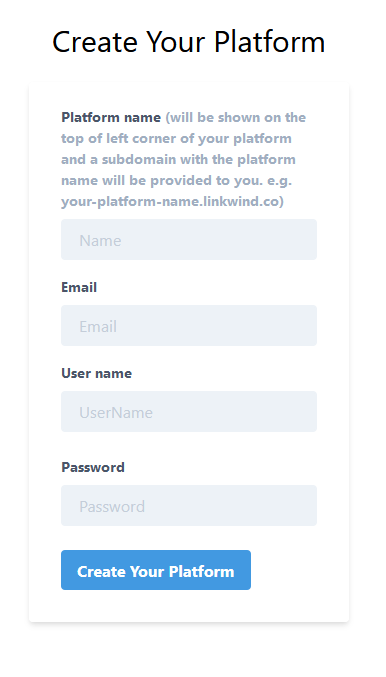 Create Your Platform
Platform name (will be shown on the
top of left corner of your platform
and a subdomain with the platform
name will be provided to you. e.g.
your-platform-name.linkwind.co)
Name
Email
Email
User name
UserName
Password
Password
Create Your Platform